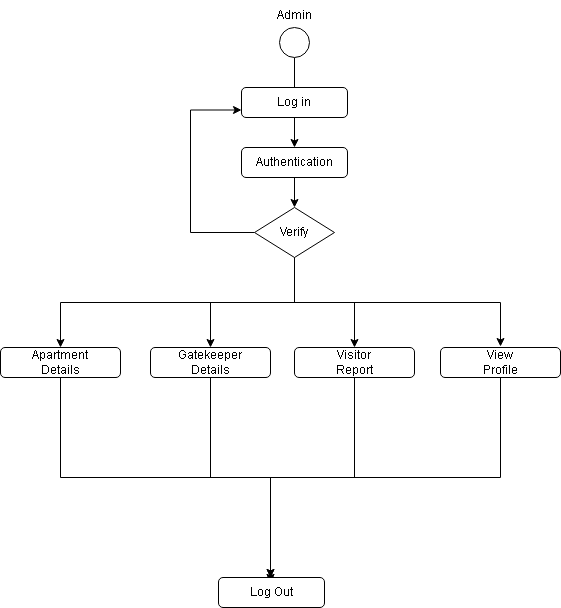 Admin
Log in
Authentication
Verify
Apartment
Details
Gatekeeper
Details
Visitor
Report
View
Profile
Log Out